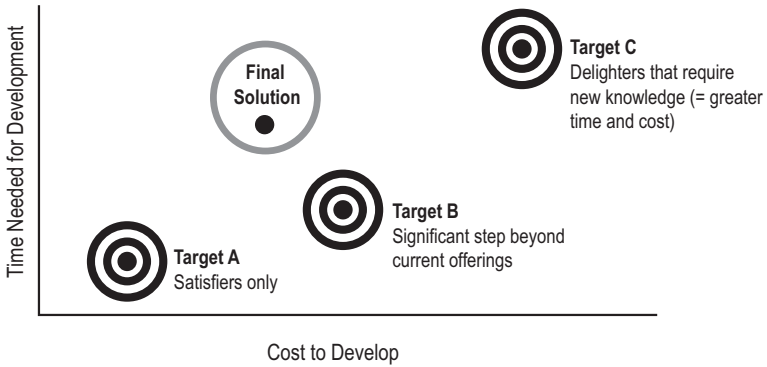 Time Needed for Development
Final
Solution
Target C
Delighters that require
new knowledge (= greater
time and cost)
Target B
Significant step beyond
current offerings
Target A
Satisfiers only
Cost to Develop